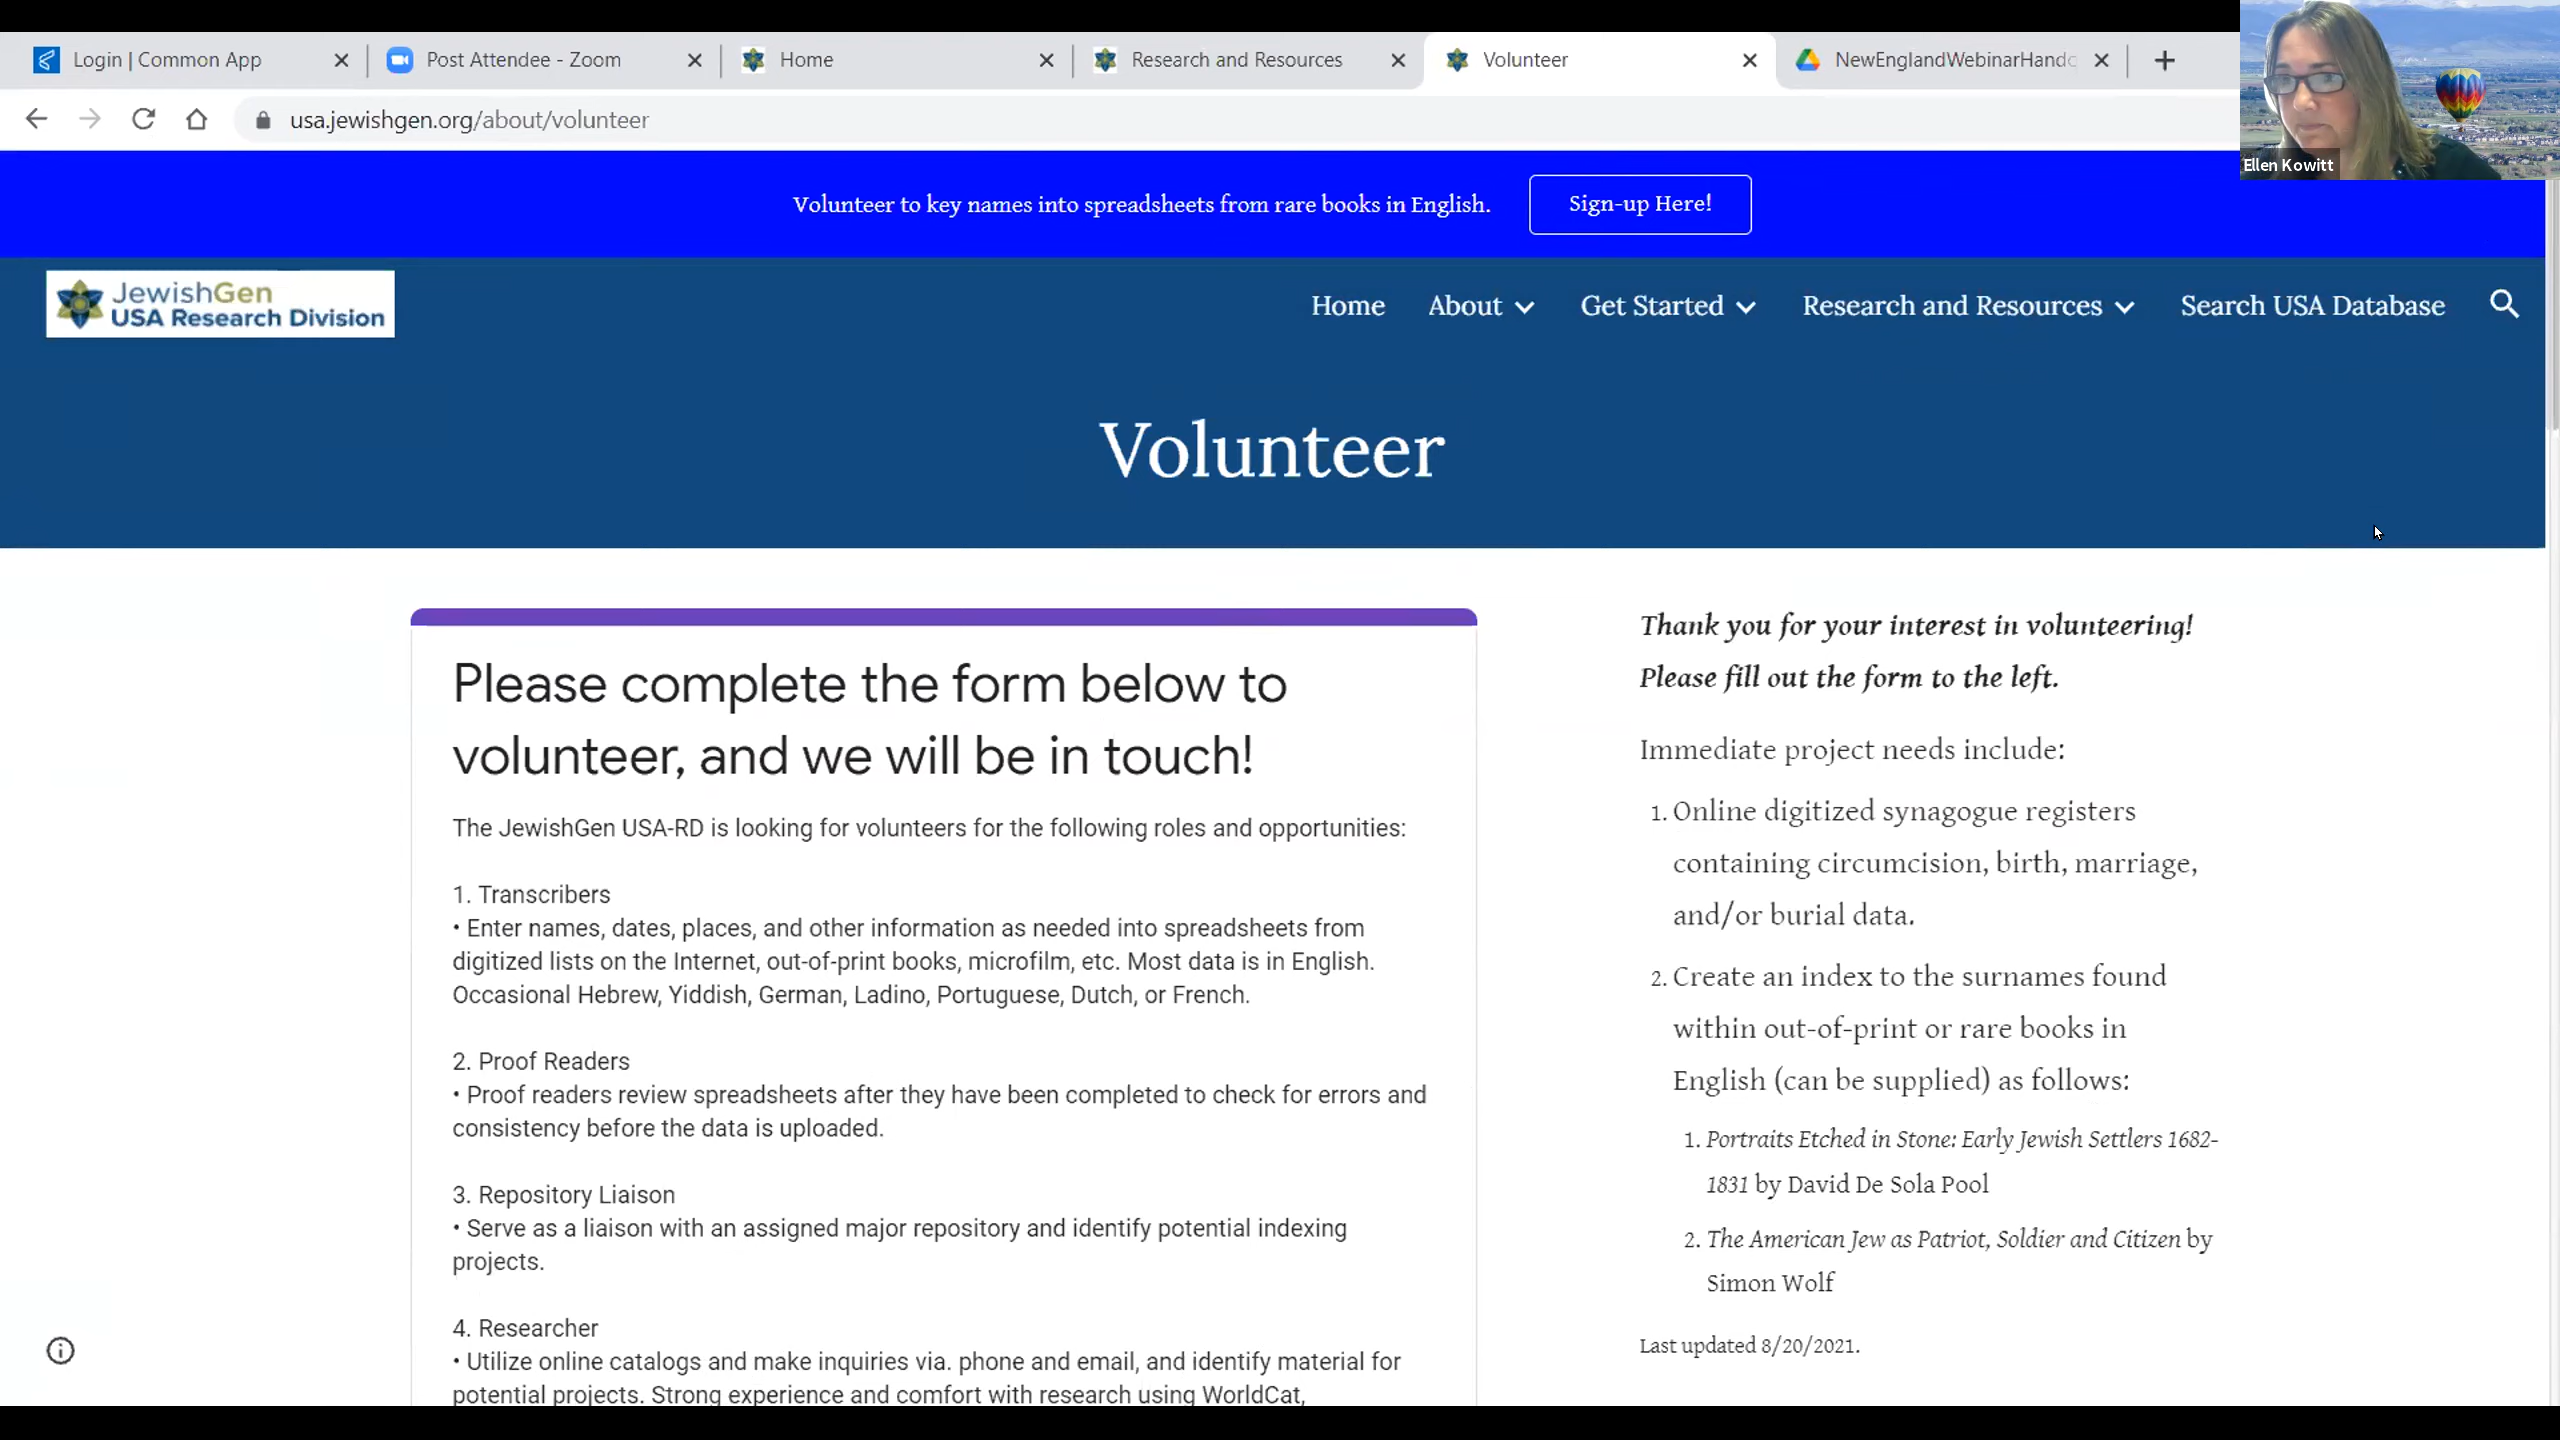 Login | Common App
Post Attendee - Zoom
Home
Research and Resources
Volunteer
NewEnglandWebinarHando
Ellen Kowitt
usa.jewishgen.org/about/volunteer
Volunteer to key names into spreadsheets from rare books in English.
Sign-up Here!
JewishGen
USA Research Division
Home
About
Get Started
Research and Resources
Search USA Database
Volunteer
Please complete the form below to
volunteer, and we will be in touch!
The JewishGen USA-RD is looking for volunteers for the following roles and opportunities:
1. Transcribers
• Enter names, dates, places, and other information as needed into spreadsheets from
digitized lists on the Internet, out-of-print books, microfilm, etc. Most data is in English.
Occasional Hebrew, Yiddish, German, Ladino, Portuguese, Dutch, or French.
2. Proof Readers
• Proof readers review spreadsheets after they have been completed to check for errors and
consistency before the data is uploaded.
3. Repository Liaison
• Serve as a liaison with an assigned major repository and identify potential indexing
projects.
4. Researcher
• Utilize online catalogs and make inquiries via. phone and email, and identify material for
potential projects. Strong experience and comfort with research using WorldCat,
Thank you for your interest in volunteering!
Please fill out the form to the left.
Immediate project needs include:
1. Online digitized synagogue registers
containing circumcision, birth, marriage,
and/or burial data.
2. Create an index to the surnames found
within out-of-print or rare books in
English (can be supplied) as follows:
1. Portraits Etched in Stone: Early Jewish Settlers 1682-
1831 by David De Sola Pool
2. The American Jew as Patriot, Soldier and Citizen by
Simon Wolf
Last updated 8/20/2021.